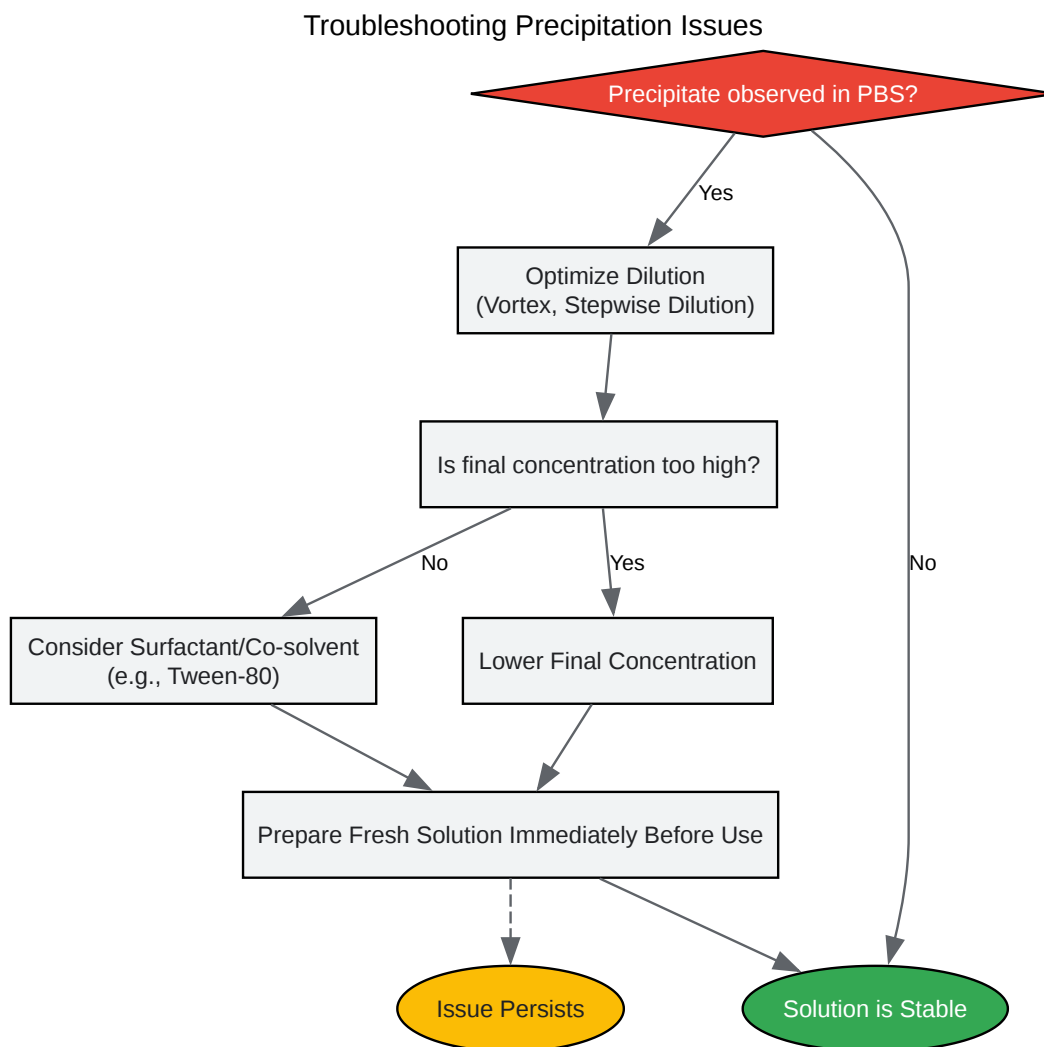 Troubleshooting Precipitation Issues
Precipitate observed in PBS?
Yes
Optimize Dilution
(Vortex, Stepwise Dilution)
Is final concentration too high?
No
Yes
No
Consider Surfactant/Co-solvent
(e.g., Tween-80)
Lower Final Concentration
Prepare Fresh Solution Immediately Before Use
Issue Persists
Solution is Stable